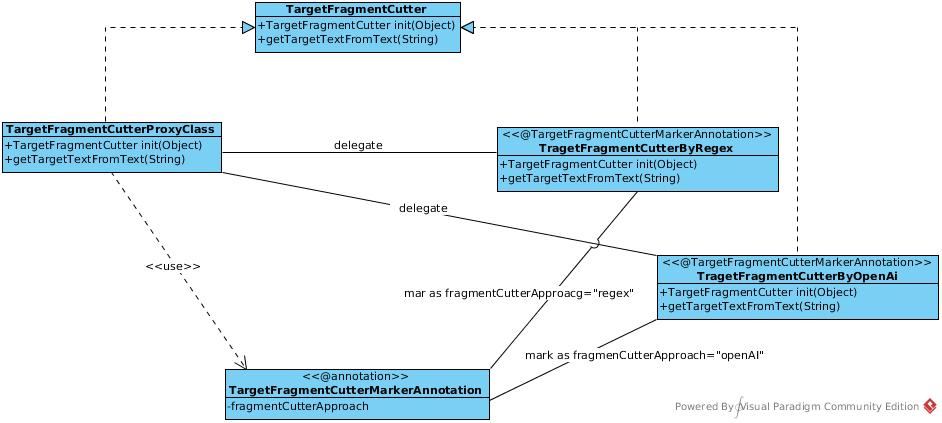 TargetFragmentCutter
+TargetFragmentCutter init(Object)
+getTargetTextFromText(String)
TargetFragmentCutterProxyClass
+TargetFragmentCutter init(Object)
+getTargetTextFromText(String)
delegate
<<@TargetFragmentCutterMarkerAnnotation>>
TragetFragmentCutterByRegex
+TargetFragmentCutter init(Object)
+getTargetTextFromText(String)
delegate
<<@TargetFragmentCutterMarkerAnnotation>>
TragetFragmentCutterByOpenAi
+TargetFragmentCutter init(Object)
+getTargetTextFromText(String)
<<use>>
mar as fragmentCutterApproacg="regex"
mark as fragmenCutterApproach="openAI"
<<@annotation>>
TargetFragmentCutterMarkerAnnotation
-fragmentCutterApproach
Powered By Visual Paradigm Community Edition